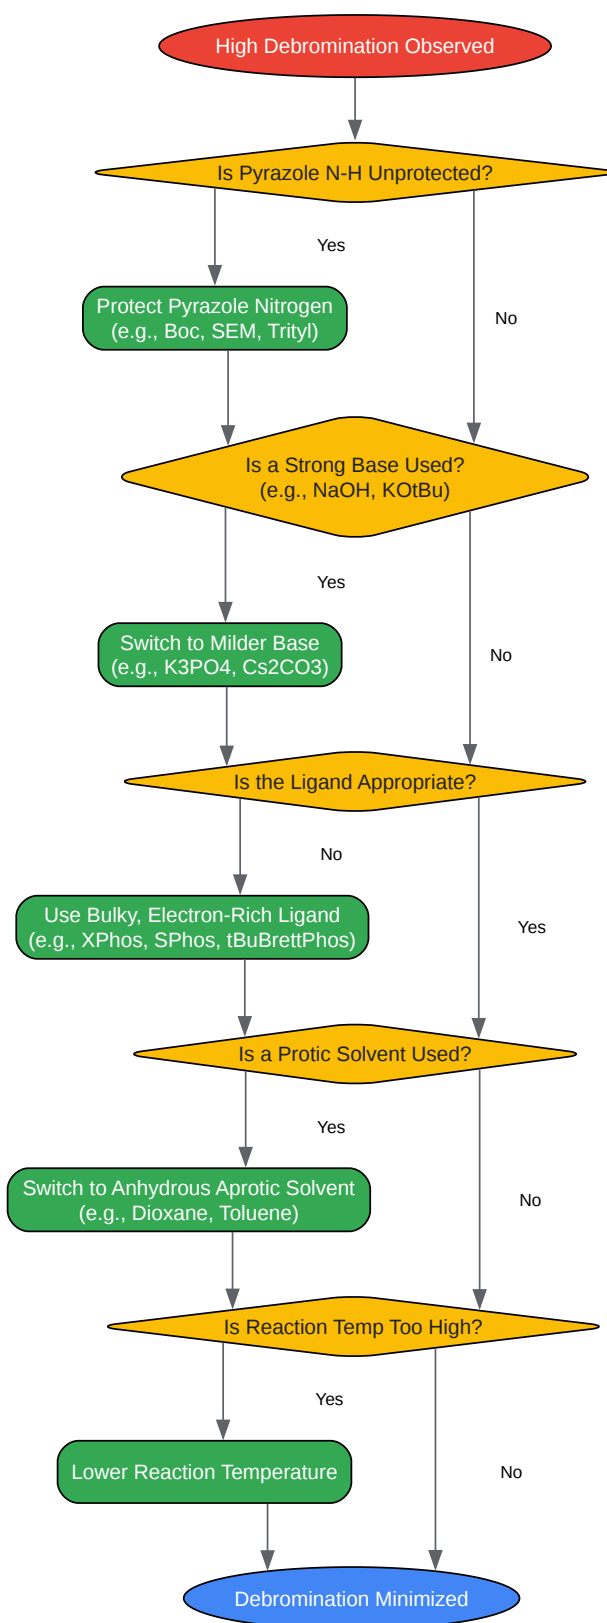 High Debromination Observed
Is Pyrazole N-H Unprotected?
Yes
Protect Pyrazole Nitrogen
(e.g., Boc, SEM, Trityl)
No
Is a Strong Base Used?
(e.g., NaOH, KOtBu)
Yes
Switch to Milder Base
(e.g., K3PO4, Cs2CO3)
No
Is the Ligand Appropriate?
No
Use Bulky, Electron-Rich Ligand
(e.g., XPhos, SPhos, tBuBrettPhos)
Yes
Is a Protic Solvent Used?
Yes
Switch to Anhydrous Aprotic Solvent
(e.g., Dioxane, Toluene)
No
Is Reaction Temp Too High?
Yes
Lower Reaction Temperature
No
Debromination Minimized